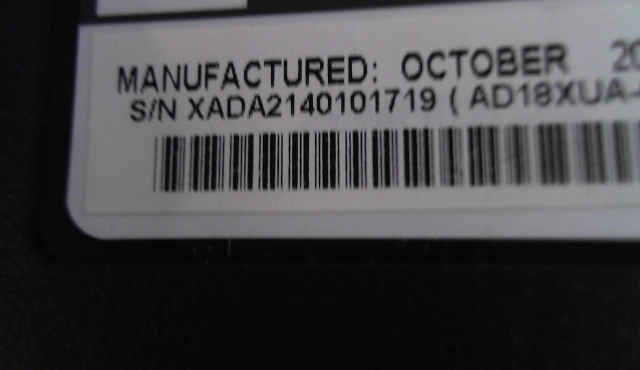 MANUFACTURED: OCTOBER 20
S/N XADA2140101719 ( AD18XUA-